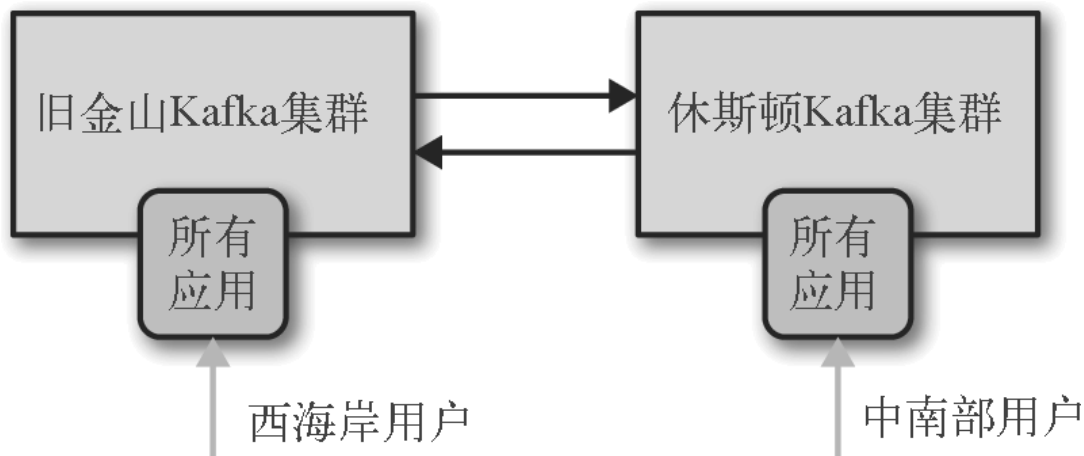 旧金山Kafka集群
休斯顿Kafka集群
所有
应用
所有
应用
西海岸用户
中南部用户